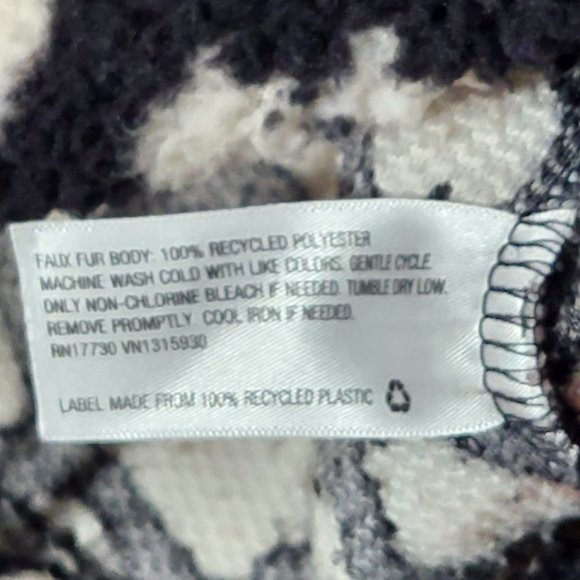 FAUX FUR BODY: 100% RECYCLED POLYESTER
MACHINE WASH COLD WITH LIKE COLORS. GENTLE CYCLE.
ONLY NON-CHLORINE BLEACH IF NEEDED. TUMBLE DRY LOW.
REMOVE PROMPTLY. COOL IRON IF NEEDED.
RN17730 VN1315930
LABEL MADE FROM 100% RECYCLED PLASTIC